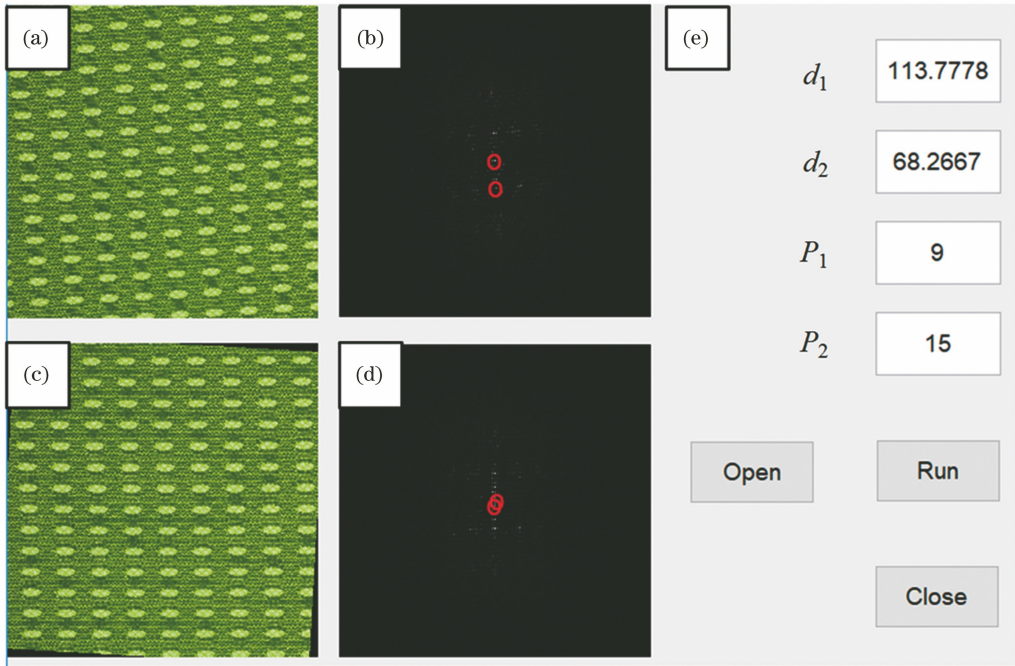 (a)
(b)
(e)
d1 113.7778
d2 68.2667
P1 9
P2 15
(c)
(d)
Open Run
Close